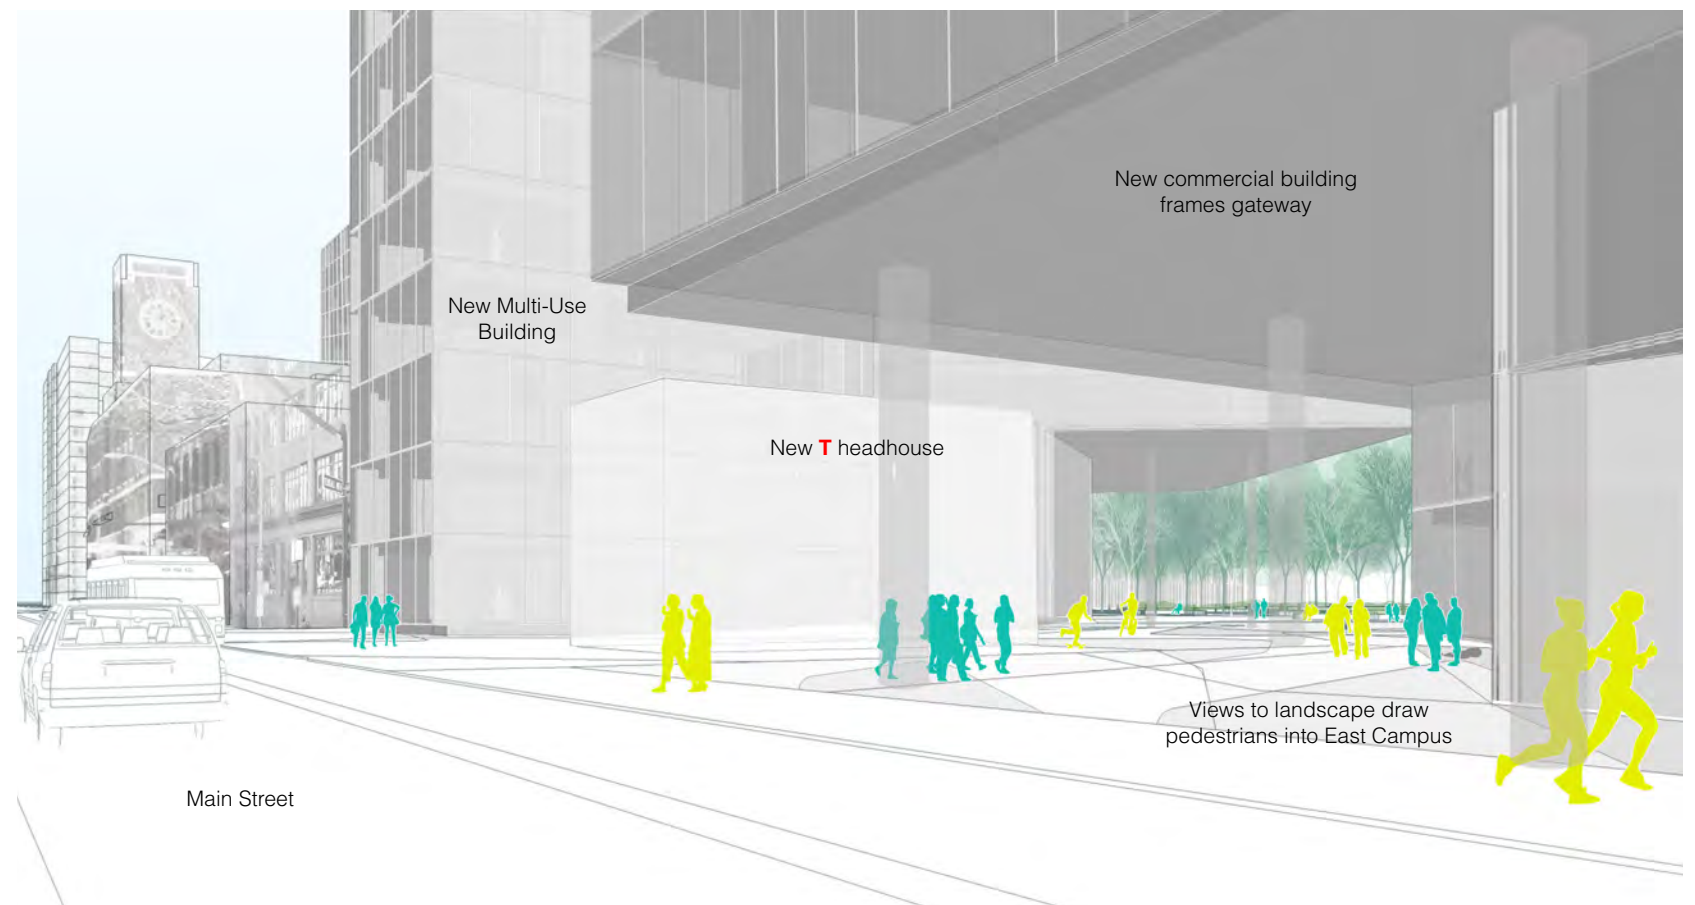 New commercial building
frames gateway
New Multi-Use
Building
New T headhouse
Views to landscape draw
pedestrians into East Campus
Main Street